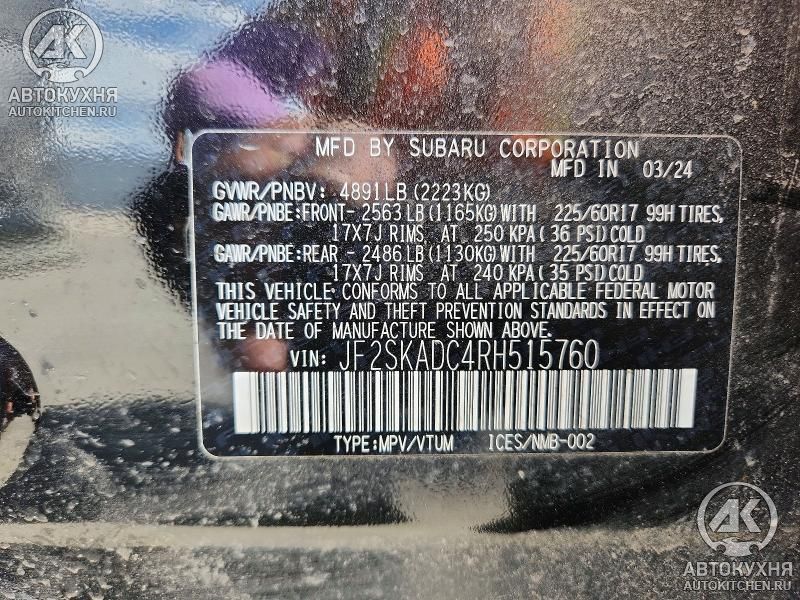 АК
АВТОКУХНЯ
AUTOKITCHEN.RU
MFD BY SUBARU CORPORATION
MFD IN 03/24
GVWR/PNBV: 4891LB (2223KG)
GAWR/PNBE:FRONT- 2563LB(1165KG)WITH 225/60R17 99H TIRES,
17X7J RIMS AT 250 KPA( 36 PSI)COLD
GAWR/PNBE:REAR - 2486LB(1130KG)WITH 225/60R17 99H TIRES,
17X7J RIMS AT 240 KPA( 35 PSI)COLD
THIS VEHICLE CONFORMS TO ALL APPLICABLE FEDERAL MOTOR
VEHICLE SAFETY AND THEFT PREVENTION STANDARDS IN EFFECT ON
THE DATE OF MANUFACTURE SHOWN ABOVE.
VIN: JF2SKADC4RH515760
TYPE:MPV/VTUM ICES/NMB-002
АК
АВТОКУХНЯ
AUTOKITCHEN.RU